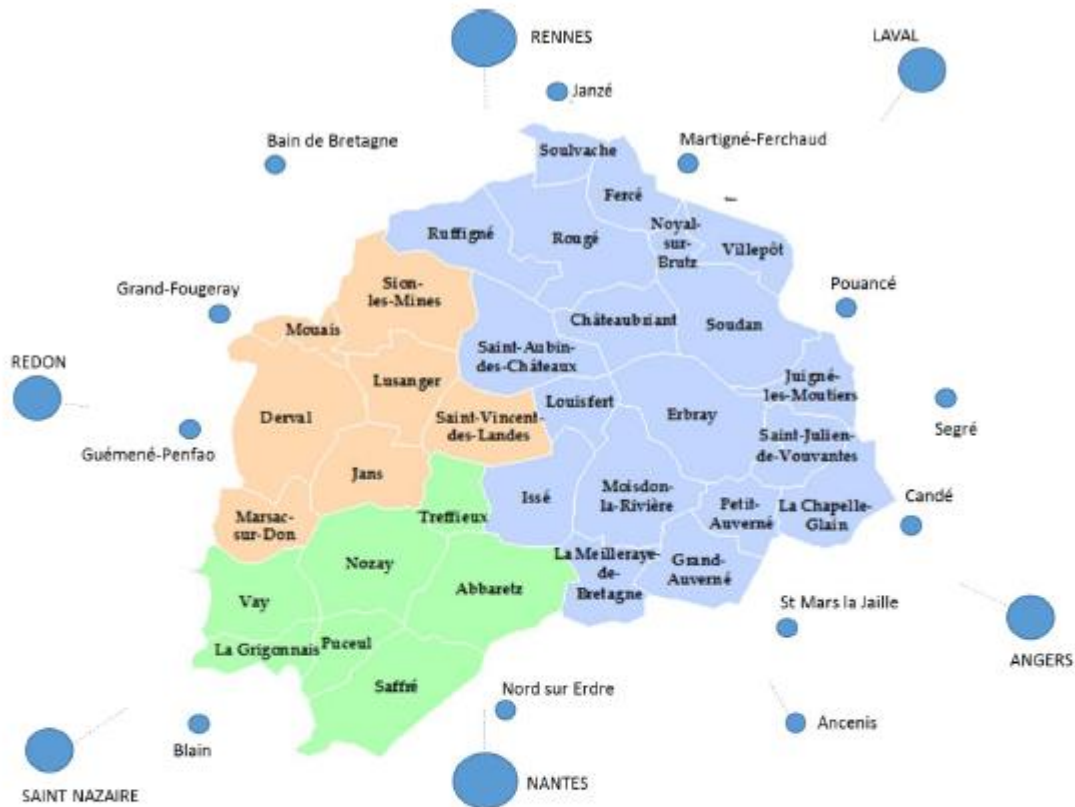 RENNES
LAVAL
Janzé
Bain de Bretagne
Martigné-Ferchaud
Soulvache
Fercé
Ruffigné
Rougé
Noyal-
sur-
Brutz
Villepôt
Sion-
les-Mines
Grand-Fougeray
Pouancé
Mouais
Châteaubriant
Soudan
Saint-Aubin-
des-Châteaux
REDON
Lusanger
Juigné-
les-Moutiers
Derval
Louisfert
Erbray
Saint-Vincent-
des-Landes
Segré
Guémené-Penfao
Saint-Julien-
de-Vouvantes
Jans
Issé
Moisdon-
la-Rivière
Petit-
Auverné
La Chapelle-
Glain
Candé
Marsac-
sur-Don
Treffieux
Nozay
La Meilleraye-
de-
Bretagne
Grand-
Auverné
Abbaretz
Vay
St Mars la Jaille
La Grigonnais
Puceul
ANGERS
Saffré
Nord sur Erdre
Ancenis
Blain
NANTES
SAINT NAZAIRE